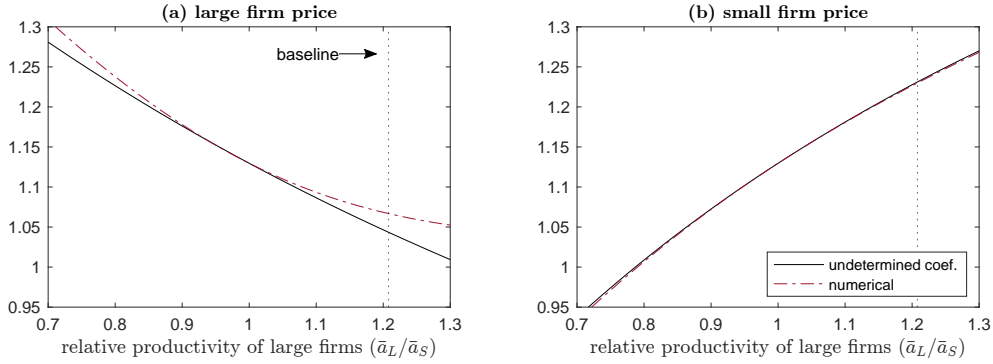 (a) large firm price
1.3
1.25
1.2
1.15
1.1
1.05
1
0.95
baseline
0.7 0.8 0.9 1 1.1 1.2 1.3
relative productivity of large firms (ā_L/ā_S)
(b) small firm price
1.3
1.25
1.2
1.15
1.1
1.05
1
0.95
undetermined coef.
numerical
0.7 0.8 0.9 1 1.1 1.2 1.3
relative productivity of large firms (ā_L/ā_S)